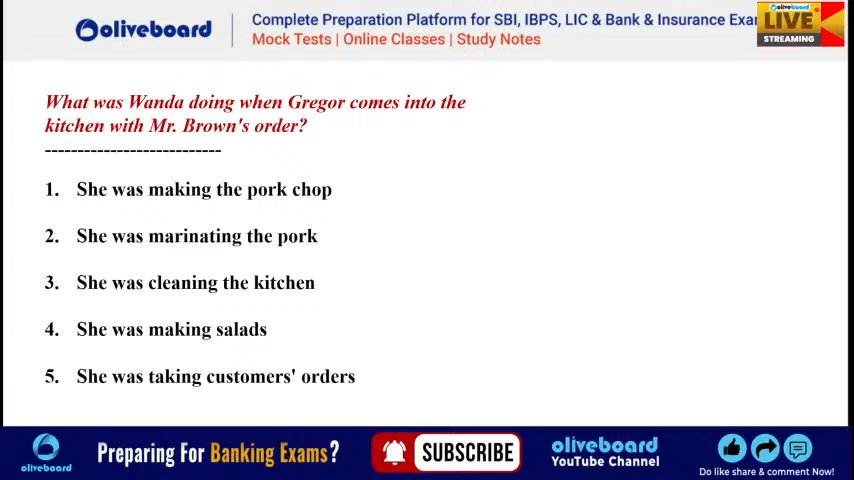 oliveboard
Complete Preparation Platform for SBI, IBPS, LIC & Bank & Insurance
Mock Tests | Online Classes | Study Notes
oliveboard
LIVE
STREAMING
What was Wanda doing when Gregor comes into the
kitchen with Mr. Brown's order?
---------------------------
1. She was making the pork chop
2. She was marinating the pork
3. She was cleaning the kitchen
4. She was making salads
5. She was taking customers' orders
oliveboard
Preparing For Banking Exams?
SUBSCRIBE
oliveboard
YouTube Channel
Do like share & comment Now!